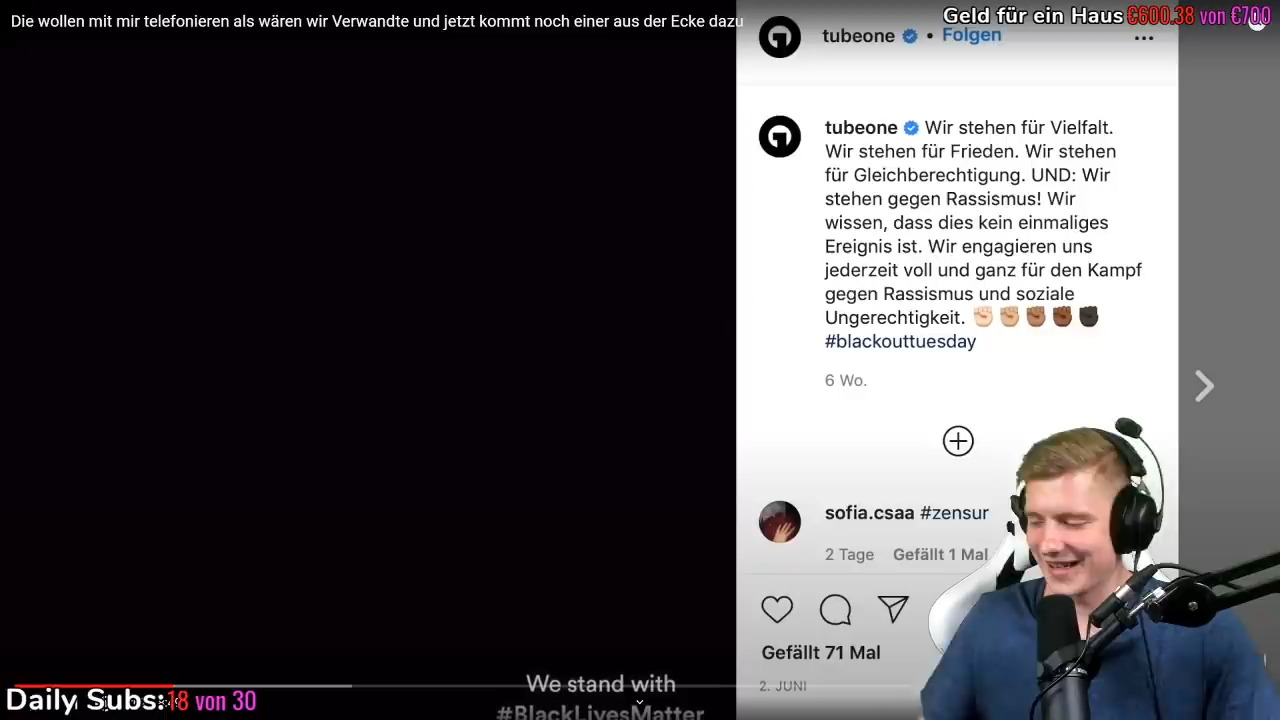 Die wollen mit mir telefonieren als wären wir Verwandte und jetzt kommt noch einer aus der Ecke dazu
Geld für ein Haus €600.38 von €700
tubeone • Folgen
tubeone Wir stehen für Vielfalt.
Wir stehen für Frieden. Wir stehen
für Gleichberechtigung. UND: Wir
stehen gegen Rassismus! Wir
wissen, dass dies kein einmaliges
Ereignis ist. Wir engagieren uns
jederzeit voll und ganz für den Kampf
gegen Rassismus und soziale
Ungerechtigkeit. ✊🏻✊🏼✊🏽✊🏾✊🏿
#blackouttuesday
6 Wo.
sofia.csaa #zensur
2 Tage Gefällt 1 Mal
Gefällt 71 Mal
2. JUNI
We stand with
#BlackLivesMatter
Daily Subs: 18 von 30